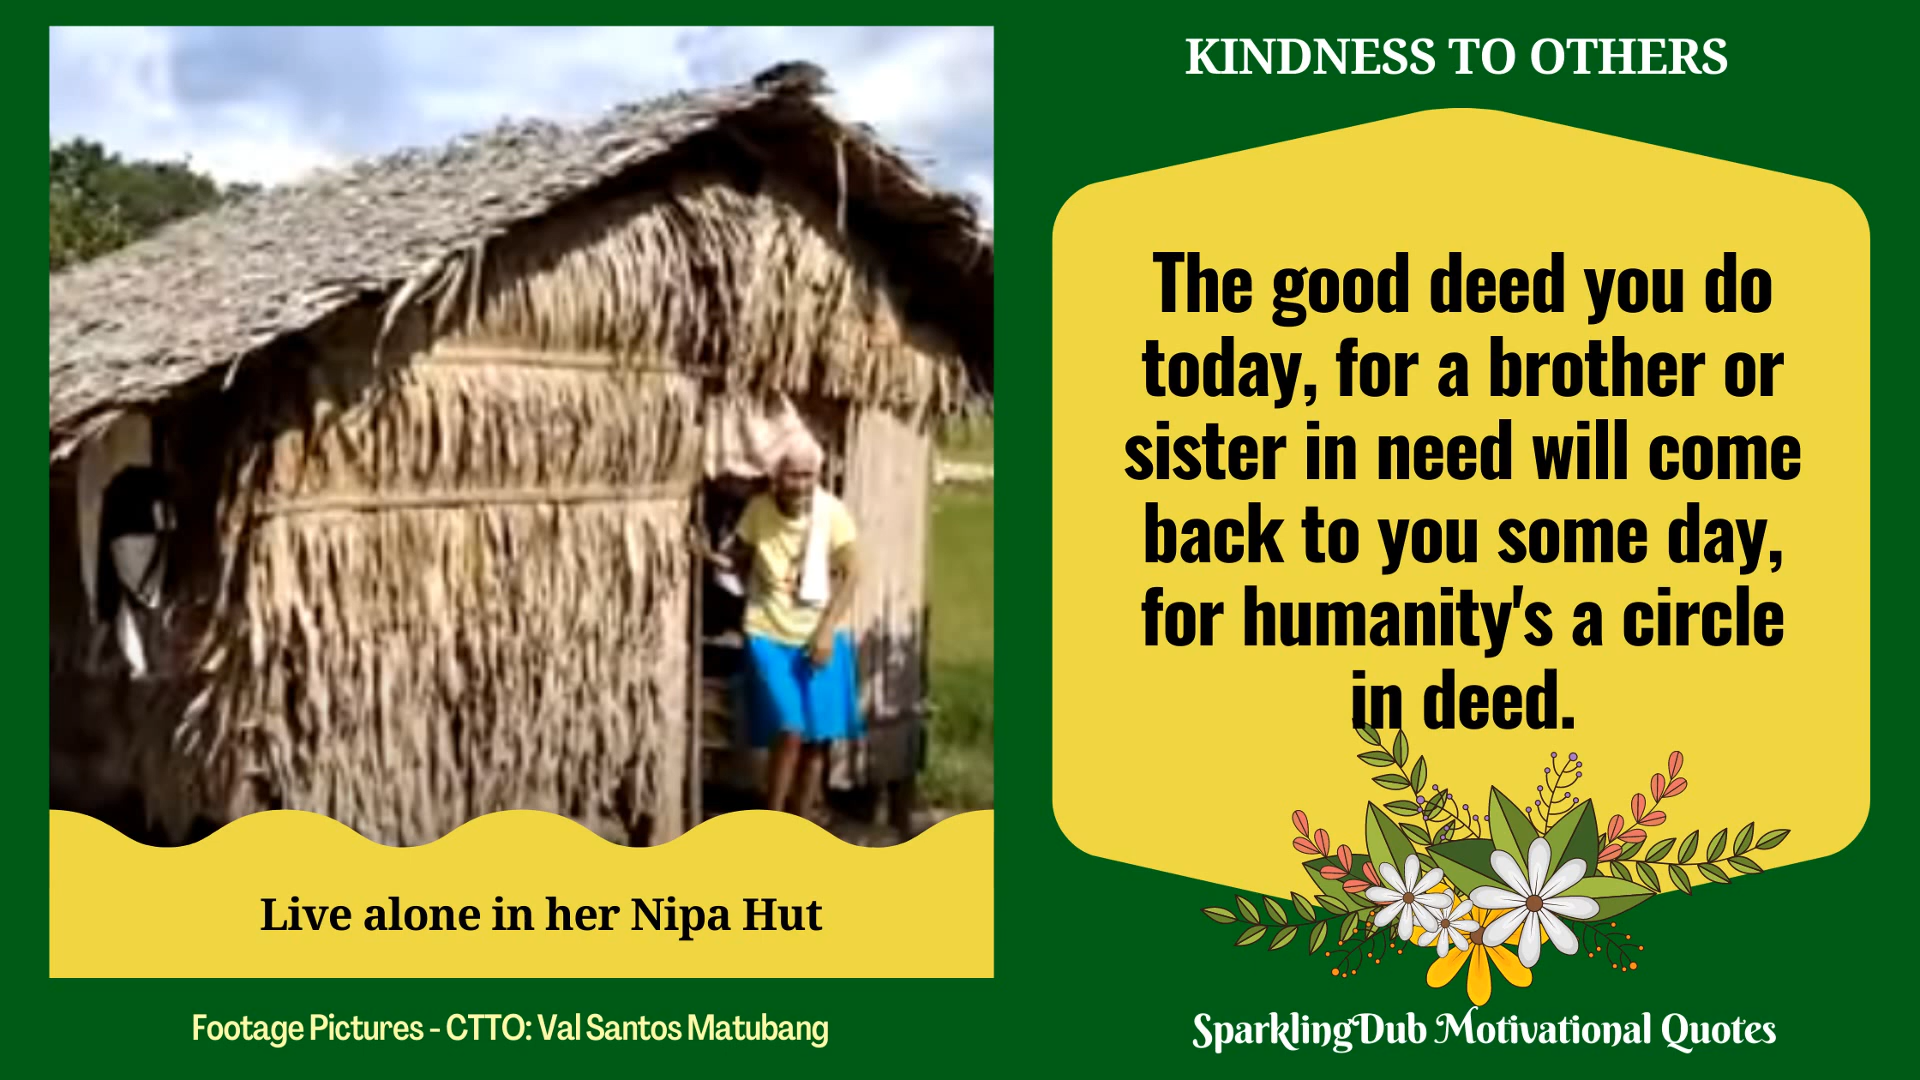 KINDNESS TO OTHERS
The good deed you do
today, for a brother or
sister in need will come
back to you some day,
for humanity's a circle
in deed.
Live alone in her Nipa Hut
Footage Pictures - CTTO: Val Santos Matubang
SparklingDub Motivational Quotes